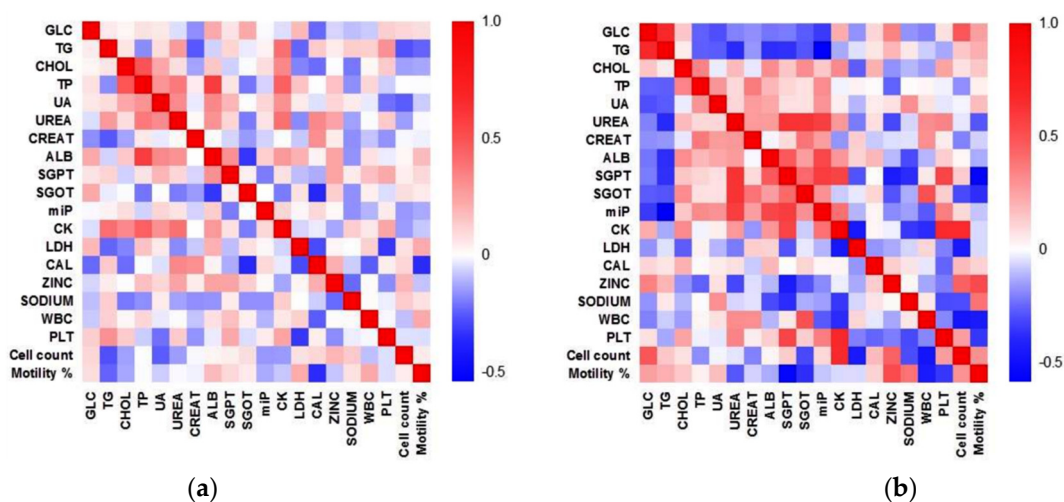 GLC
TG
CHOL
TP
UA
UREA
CREAT
ALB
SGPT
SGOT
miP
CK
LDH
CAL
ZINC
SODIUM
WBC
PLT
Cell count
Motility %
GLC
TG
CHOL
TP
UA
UREA
CREAT
ALB
SGPT
SGOT
miP
CK
LDH
CAL
ZINC
SODIUM
WBC
PLT
Cell count
Motility %
1.0
0.5
0
-0.5
(a)
GLC
TG
CHOL
TP
UA
UREA
CREAT
ALB
SGPT
SGOT
miP
CK
LDH
CAL
ZINC
SODIUM
WBC
PLT
Cell count
Motility %
GLC
TG
CHOL
TP
UA
UREA
CREAT
ALB
SGPT
SGOT
miP
CK
LDH
CAL
ZINC
SODIUM
WBC
PLT
Cell count
Motility %
1.0
0.5
0
-0.5
(b)